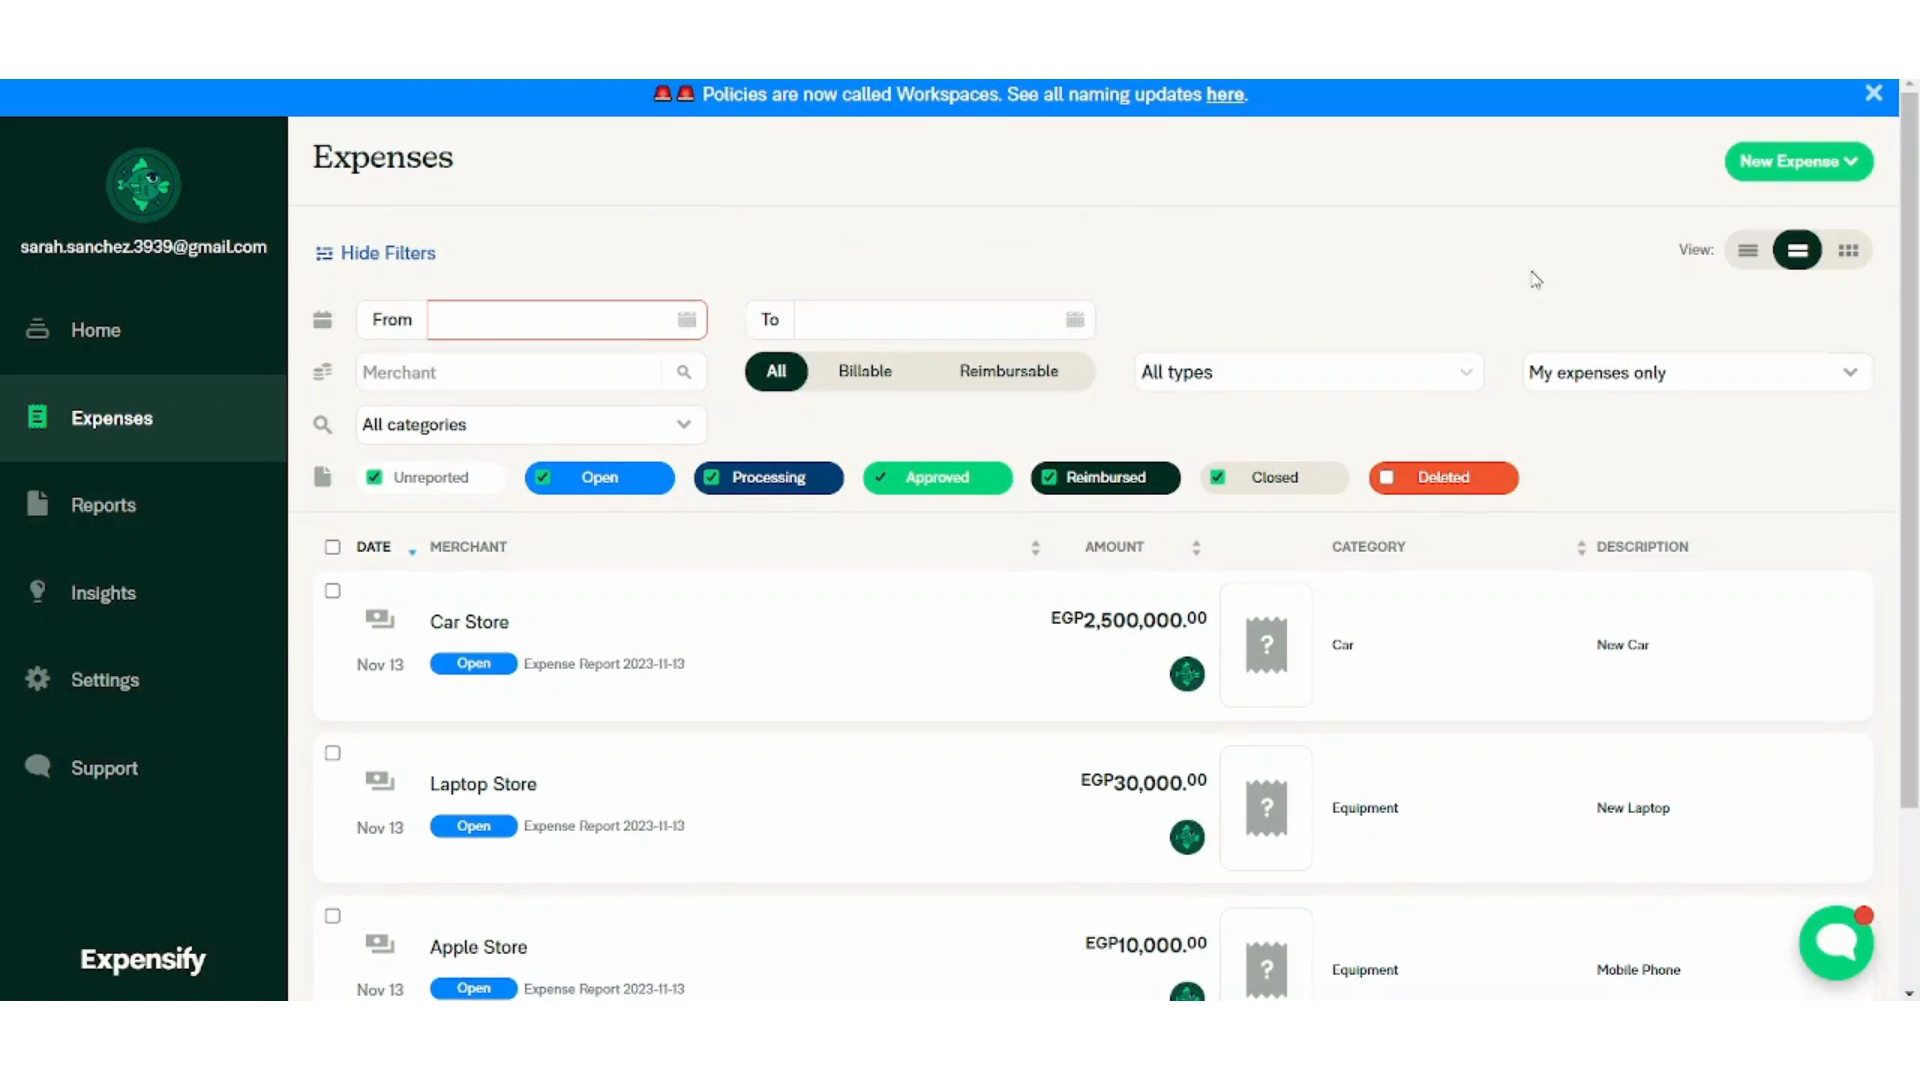 🚨🚨 Policies are now called Workspaces. See all naming updates here.
sarah.sanchez.3939@gmail.com
Home
Expenses
Reports
Insights
Settings
Support
Expensify
Expenses
New Expense
Hide Filters
View:
From
To
Merchant
All Billable Reimbursable
All types
My expenses only
All categories
Unreported Open Processing Approved Reimbursed Closed Deleted
DATE MERCHANT AMOUNT CATEGORY DESCRIPTION
Car Store EGP2,500,000.00
? Car New Car
Nov 13 Open Expense Report 2023-11-13
Laptop Store EGP30,000.00
? Equipment New Laptop
Nov 13 Open Expense Report 2023-11-13
Apple Store EGP10,000.00
? Equipment Mobile Phone
Nov 13 Open Expense Report 2023-11-13